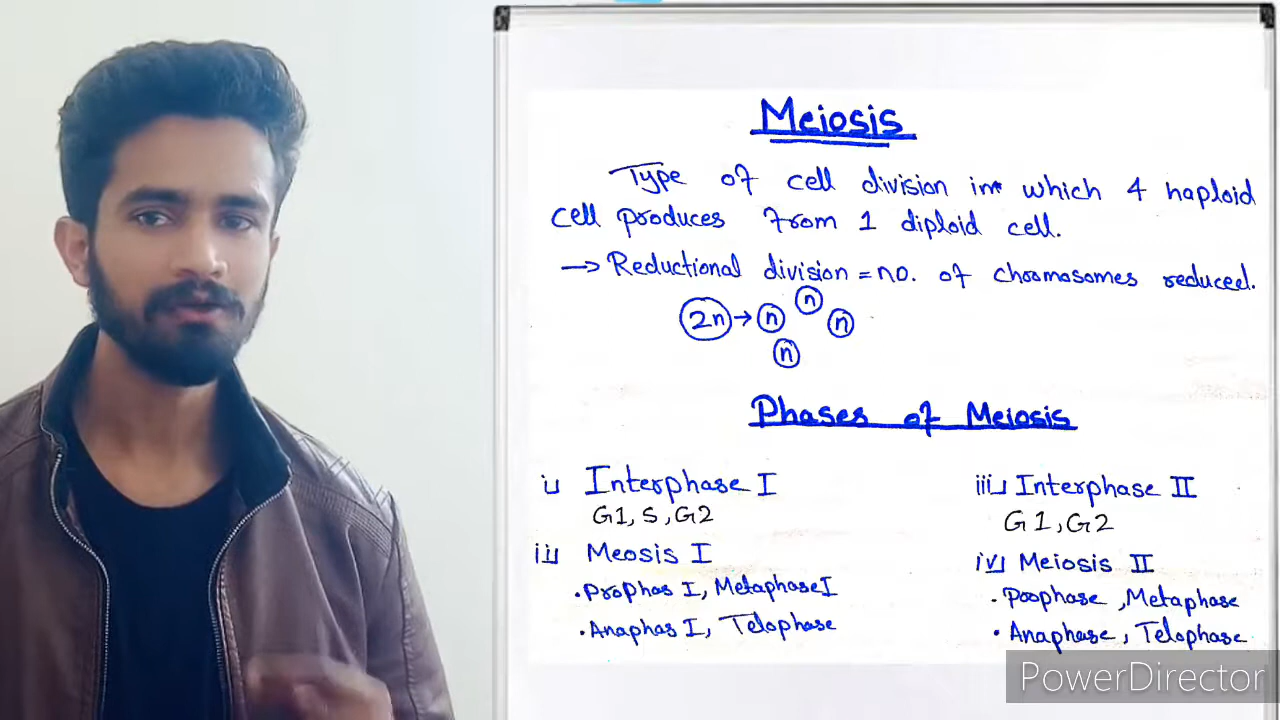 Meiosis
Type of cell division in which 4 haploid
cell produces from 1 diploid cell.
→ Reductional division = no. of chromosomes reduced.
2n → n n n
n
Phases of Meiosis
i) Interphase I
G1, S, G2
ii) Meosis I
• Prophas I, Metaphase I
• Anaphas I, Telophase
iii) Interphase II
G1, G2
iv) Meiosis II
• Prophase, Metaphase
• Anaphase, Telophase
PowerDirector